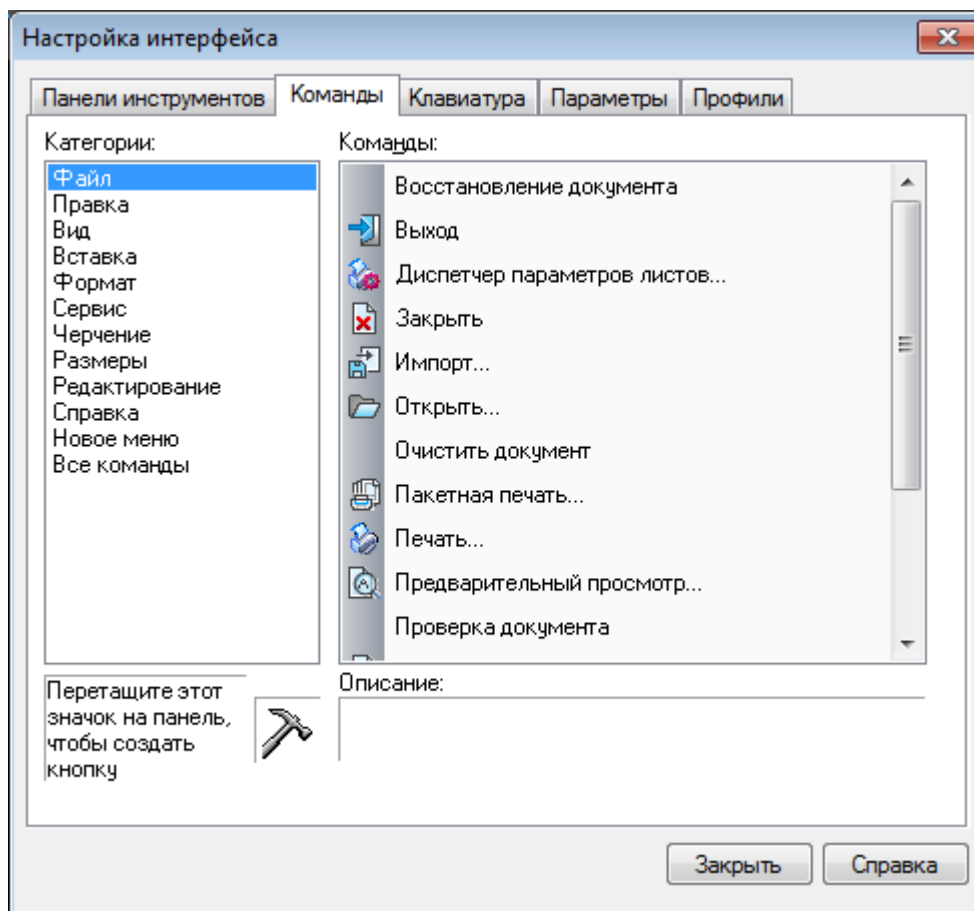 Настройка интерфейса
Панели инструментов
Команды
Клавиатура
Параметры
Профили
Категории:
Файл
Правка
Вид
Вставка
Формат
Сервис
Черчение
Размеры
Редактирование
Справка
Новое меню
Все команды
Команды:
Восстановление документа
Выход
Диспетчер параметров листов...
Закрыть
Импорт...
Открыть...
Очистить документ
Пакетная печать...
Печать...
Предварительный просмотр...
Проверка документа
Перетащите этот
значок на панель,
чтобы создать
кнопку
Описание:
Закрыть
Справка